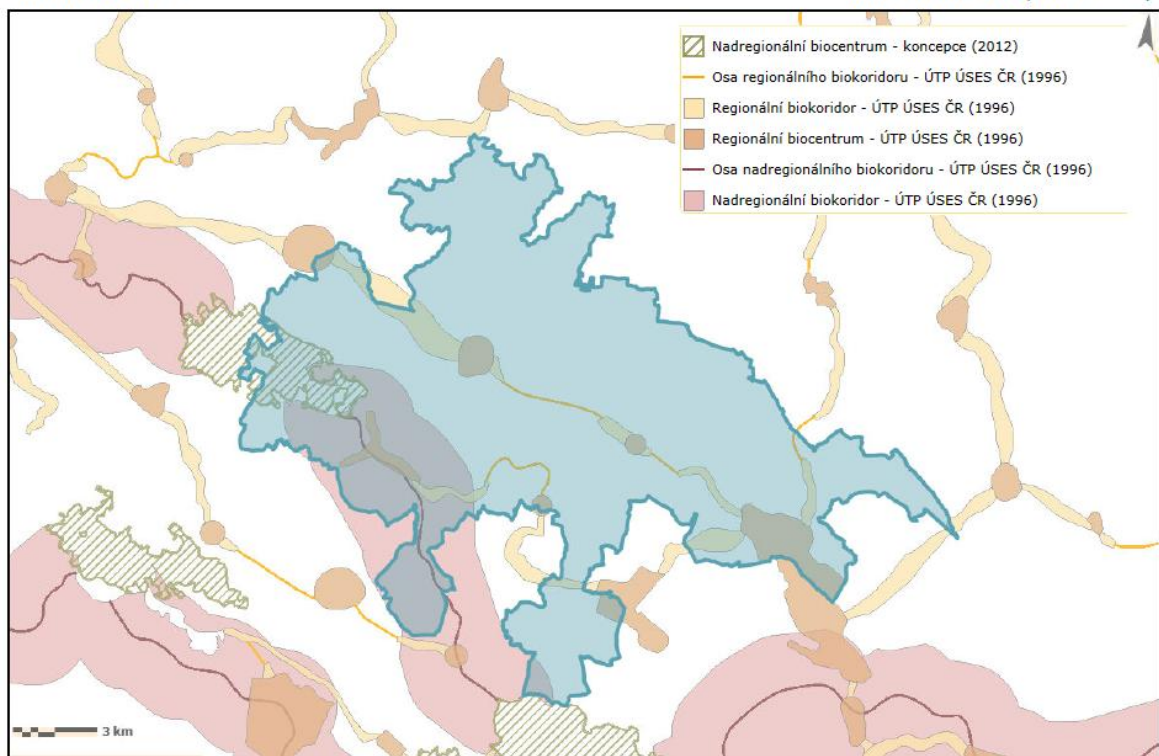 Nadregionální biocentrum - koncepce (2012)
Osa regionálního biokoridoru - ÚTP ÚSES ČR (1996)
Regionální biokoridor - ÚTP ÚSES ČR (1996)
Regionální biocentrum - ÚTP ÚSES ČR (1996)
Osa nadregionálního biokoridoru - ÚTP ÚSES ČR (1996)
Nadregionální biokoridor - ÚTP ÚSES ČR (1996)
3 km